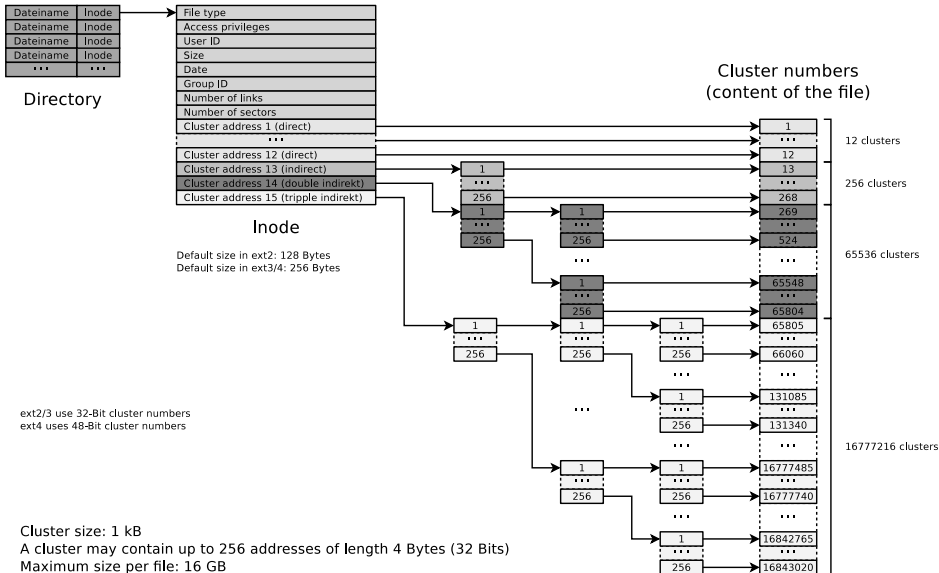 Dateiname Inode
Dateiname Inode
Dateiname Inode
Dateiname Inode
... ...
Directory
File type
Access privileges
User ID
Size
Date
Group ID
Number of links
Number of sectors
Cluster address 1 (direct)
...
Cluster address 12 (direct)
Cluster address 13 (indirect)
Cluster address 14 (double indirekt)
Cluster address 15 (tripple indirekt)
Inode
Default size in ext2: 128 Bytes
Default size in ext3/4: 256 Bytes
Cluster numbers
(content of the file)
1
...
12
12 clusters
1
...
256
13
...
268
256 clusters
1
...
256
1
...
256
269
...
524
...
...
1
...
256
65548
...
65804
65536 clusters
1
...
256
1
...
256
1
...
256
65805
...
66060
...
...
1
...
256
131085
...
131340
...
...
...
1
...
256
1
...
256
16777485
...
16777740
...
...
1
...
256
16842765
...
16843020
16777216 clusters
ext2/3 use 32-Bit cluster numbers
ext4 uses 48-Bit cluster numbers
Cluster size: 1 kB
A cluster may contain up to 256 addresses of length 4 Bytes (32 Bits)
Maximum size per file: 16 GB